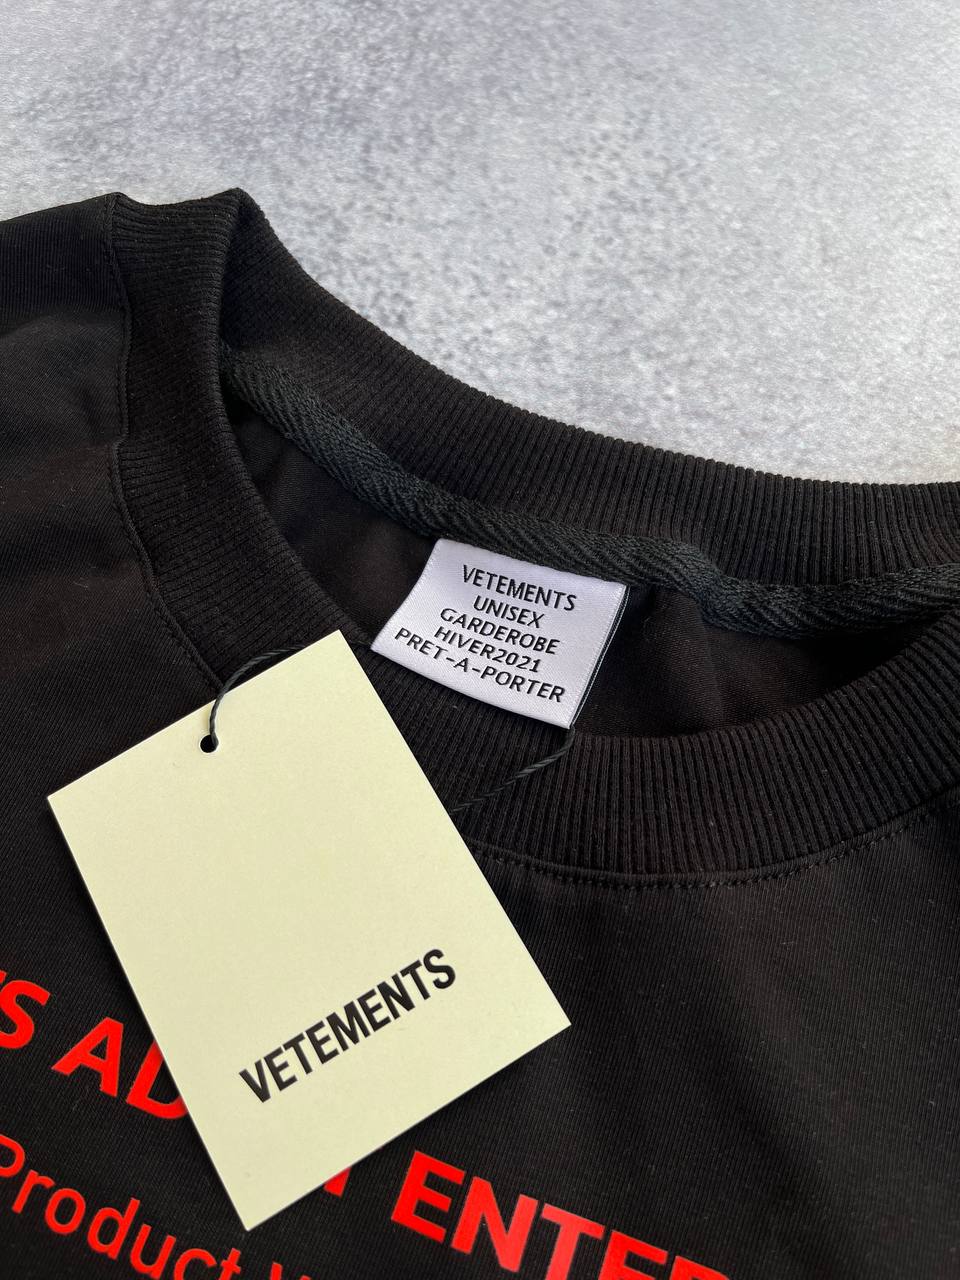 VETEMENTS
UNISEX
GARDEROBE
HIVER2021
PRET-A-PORTER
VETEMENTS
Product